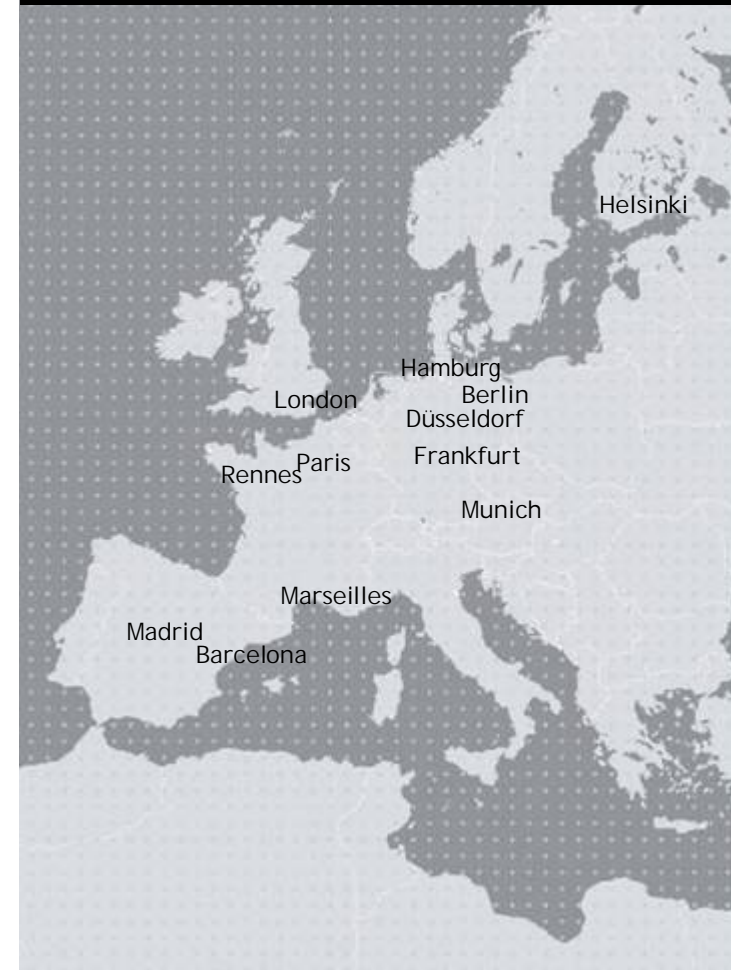 Helsinki
Hamburg
Berlin
London
Düsseldorf
Frankfurt
Paris
Rennes
Munich
Marseilles
Madrid
Barcelona